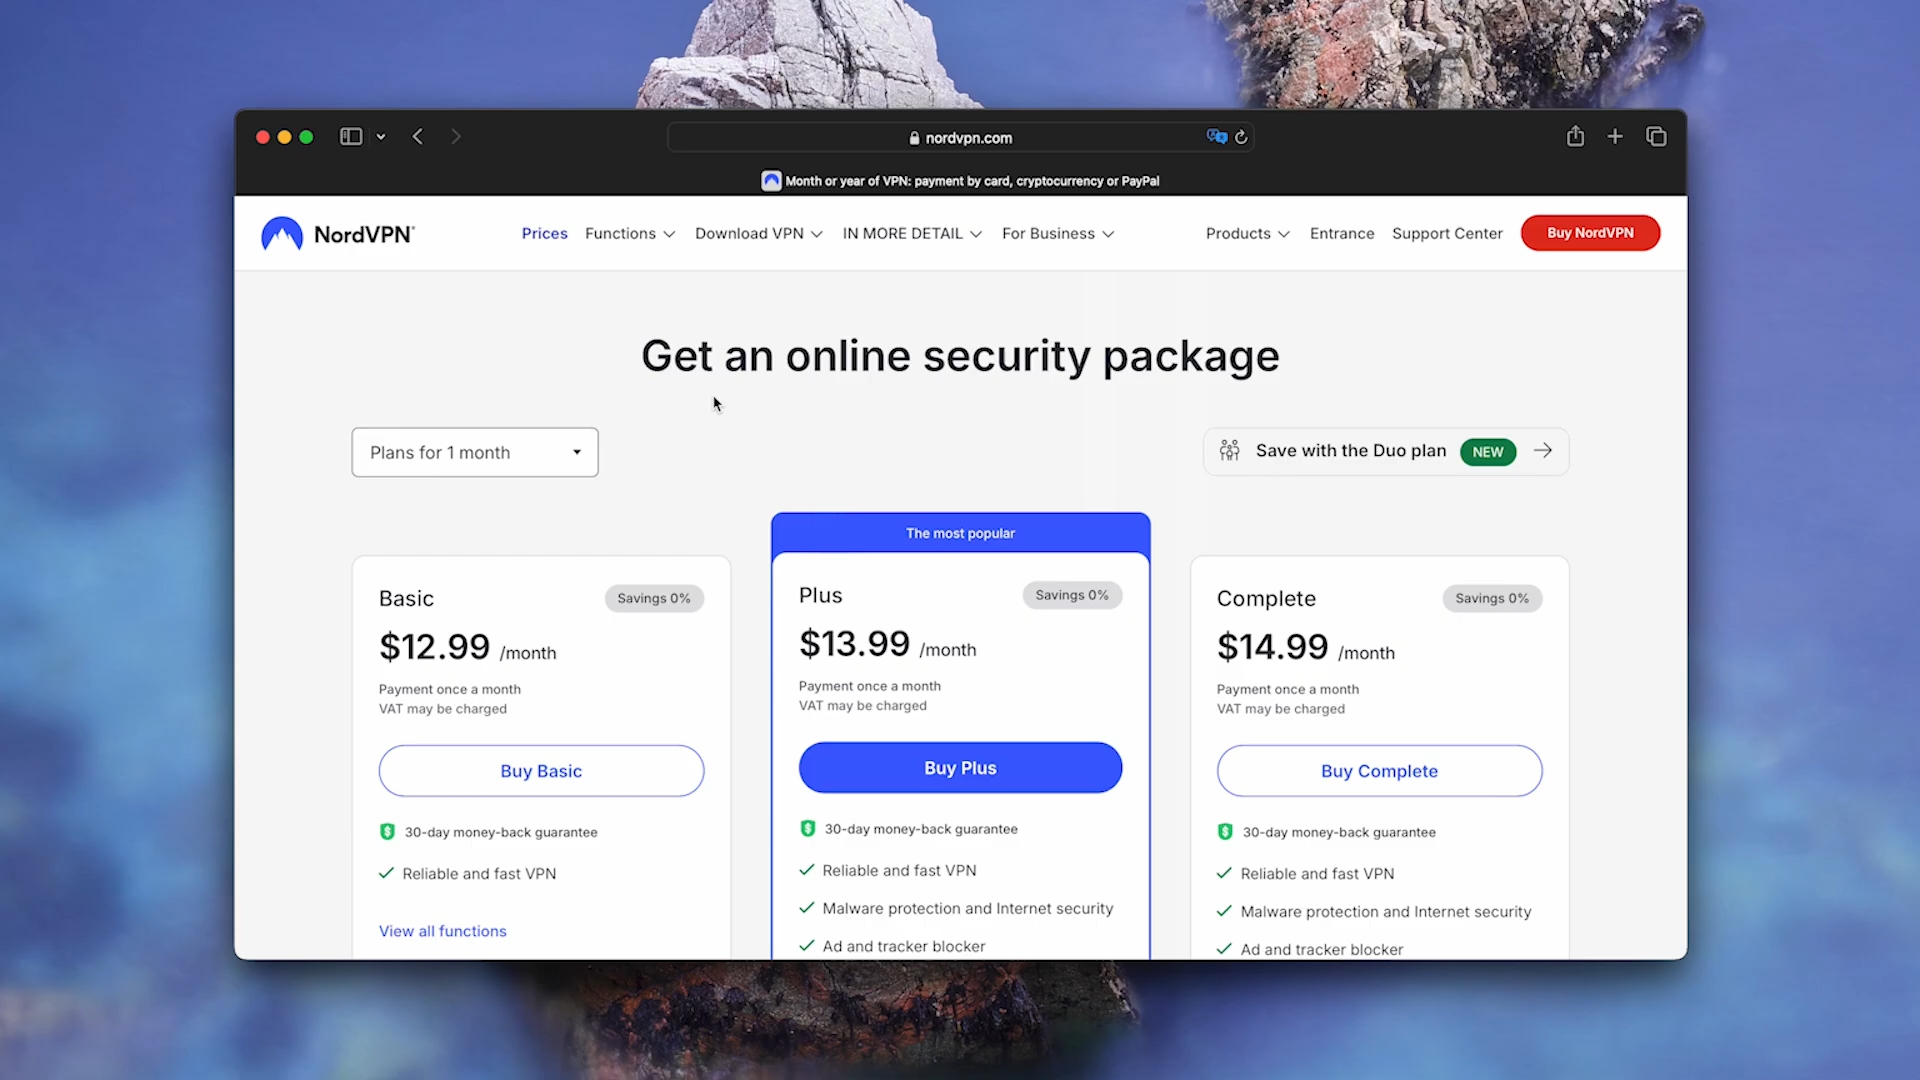 nordvpn.com
Month or year of VPN: payment by card, cryptocurrency or PayPal
NordVPN®
Prices Functions Download VPN IN MORE DETAIL For Business Products Entrance Support Center Buy NordVPN
Get an online security package
Plans for 1 month
Save with the Duo plan NEW
The most popular
Basic Savings 0%
$12.99 /month
Payment once a month
VAT may be charged
Buy Basic
30-day money-back guarantee
Reliable and fast VPN
View all functions
Plus Savings 0%
$13.99 /month
Payment once a month
VAT may be charged
Buy Plus
30-day money-back guarantee
Reliable and fast VPN
Malware protection and Internet security
Ad and tracker blocker
Complete Savings 0%
$14.99 /month
Payment once a month
VAT may be charged
Buy Complete
30-day money-back guarantee
Reliable and fast VPN
Malware protection and Internet security
Ad and tracker blocker